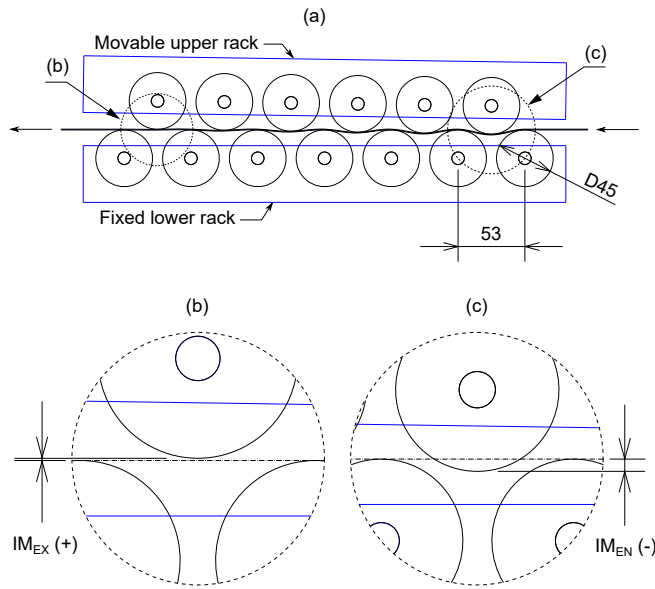 (a)
Movable upper rack
(b)
(c)
Fixed lower rack
D45
53
(b)
(c)
IMEX (+)
IMEN (-)